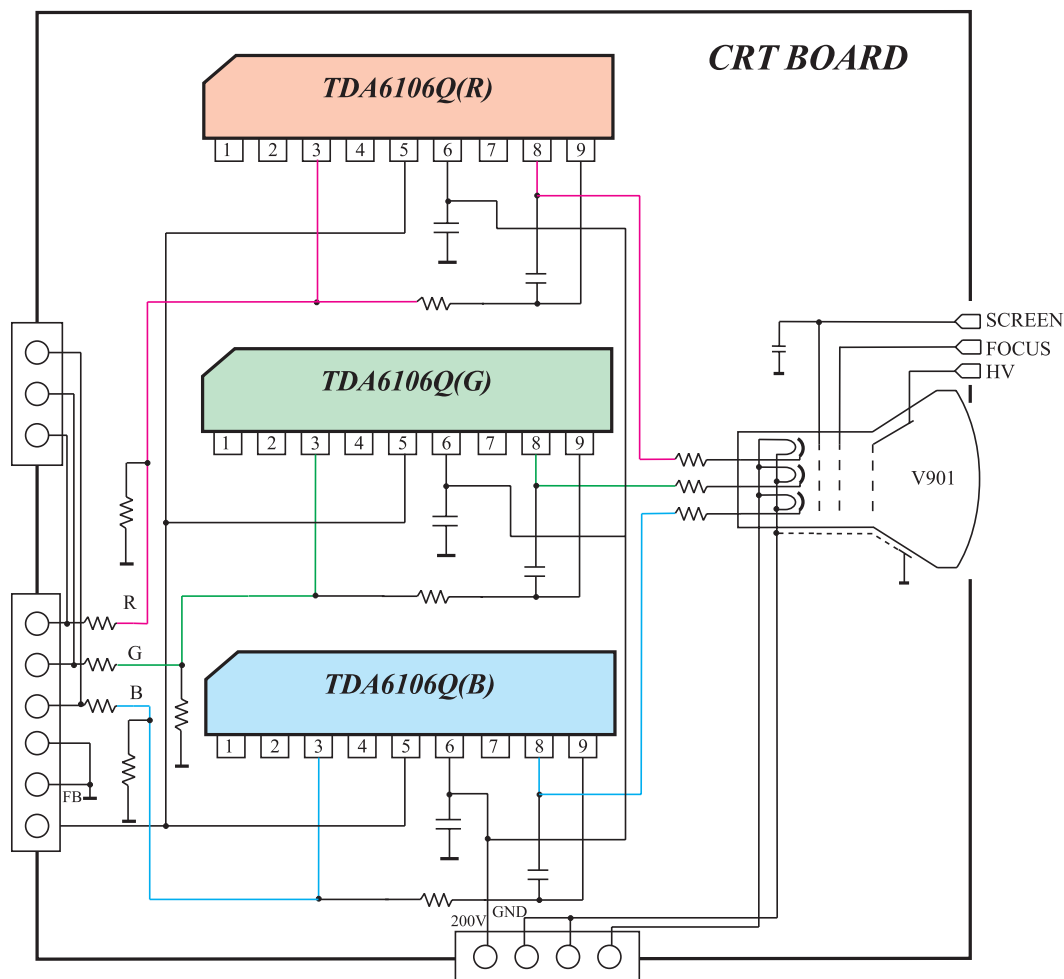 CRT BOARD
TDA6106Q(R)
1 2 3 4 5 6 7 8 9
SCREEN
FOCUS
HV
TDA6106Q(G)
1 2 3 4 5 6 7 8 9
V901
R
G
B
TDA6106Q(B)
1 2 3 4 5 6 7 8 9
FB
200V
GND